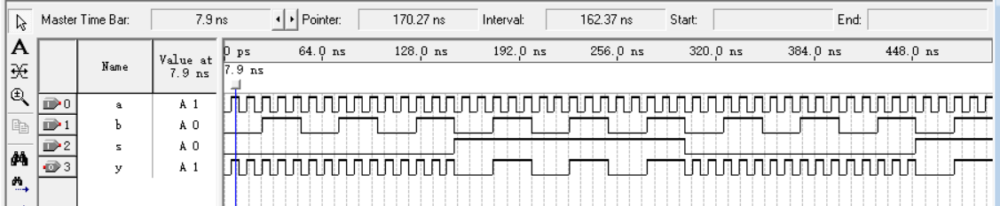 Master Time Bar: 7.9 ns Pointer: 170.27 ns Interval: 162.37 ns Start: End:
Name Value at 7.9 ns 0 ps 64.0 ns 128.0 ns 192.0 ns 256.0 ns 320.0 ns 384.0 ns 448.0 ns
7.9 ns
0 a A 1
1 b A 0
2 s A 0
3 y A 1